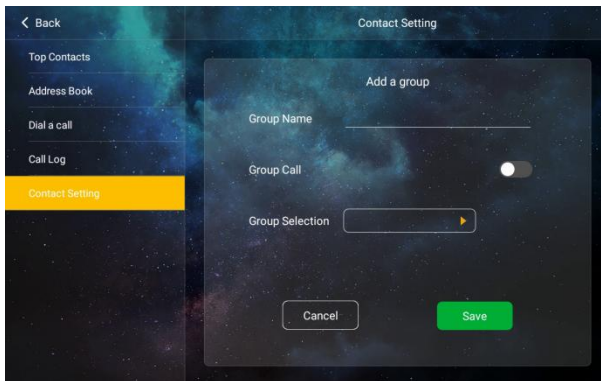 Back
Contact Setting
Top Contacts
Address Book
Dial a call
Call Log
Contact Setting
Add a group
Group Name
Group Call
Group Selection
Cancel
Save